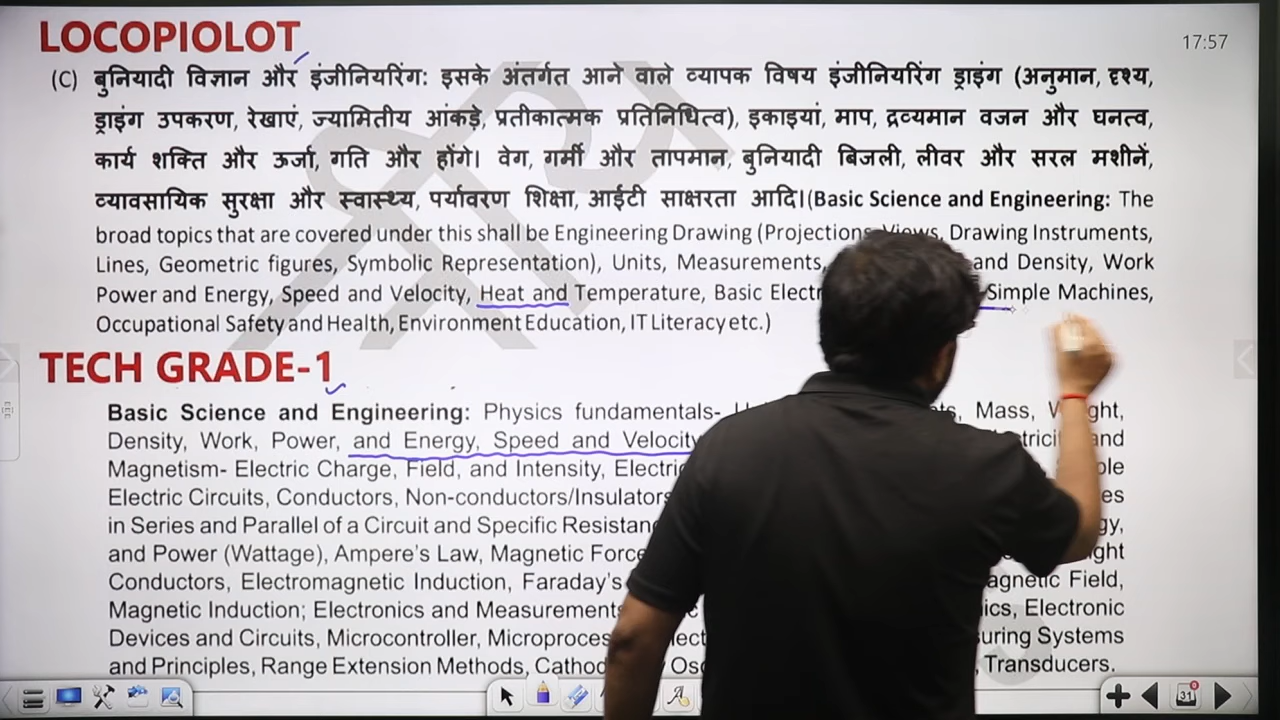 LOCOPIOLOT
17:57
(C) बुनियादी विज्ञान और इंजीनियरिंग: इसके अंतर्गत आने वाले व्यापक विषय इंजीनियरिंग ड्राइंग (अनुमान, दृश्य,
ड्राइंग उपकरण, रेखाएं, ज्यामितीय आंकड़े, प्रतीकात्मक प्रतिनिधित्व), इकाइयां, माप, द्रव्यमान वजन और घनत्व,
कार्य शक्ति और ऊर्जा, गति और होंगे। वेग, गर्मी और तापमान, बुनियादी बिजली, लीवर और सरल मशीनें,
व्यावसायिक सुरक्षा और स्वास्थ्य, पर्यावरण शिक्षा, आईटी साक्षरता आदि।(Basic Science and Engineering: The
broad topics that are covered under this shall be Engineering Drawing (Projections, Views, Drawing Instruments,
Lines, Geometric figures, Symbolic Representation), Units, Measurements, and Density, Work
Power and Energy, Speed and Velocity, Heat and Temperature, Basic Simple Machines,
Occupational Safety and Health, Environment Education, IT Literacy etc.)
TECH GRADE-1
Basic Science and Engineering: Physics fundamentals- Mass,
Density, Work, Power, and Energy, Speed and Velocity and
Magnetism- Electric Charge, Field, and Intensity,
Electric Circuits, Conductors, Non-conductors/Insulators
in Series and Parallel of a Circuit and Specific
and Power (Wattage), Ampere's Law, Magnetic Force
Conductors, Electromagnetic Induction, Faraday's Field,
Magnetic Induction; Electronics and Measurements Electronic
Devices and Circuits, Microcontroller, Systems
and Principles, Range Extension Methods, Transducers.
31